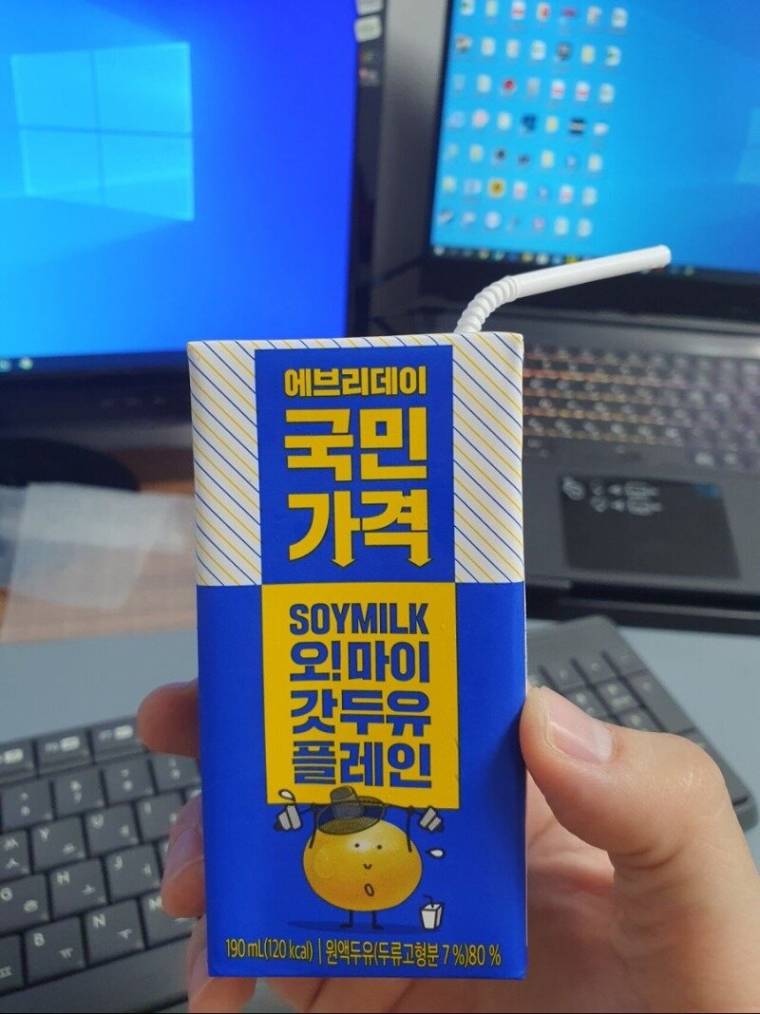 에브리데이
국민
가격
SOYMILK
오!마이
갓두유
플레인
190 mL(120 kcal) | 원액두유(두류고형분 7 %)80 %